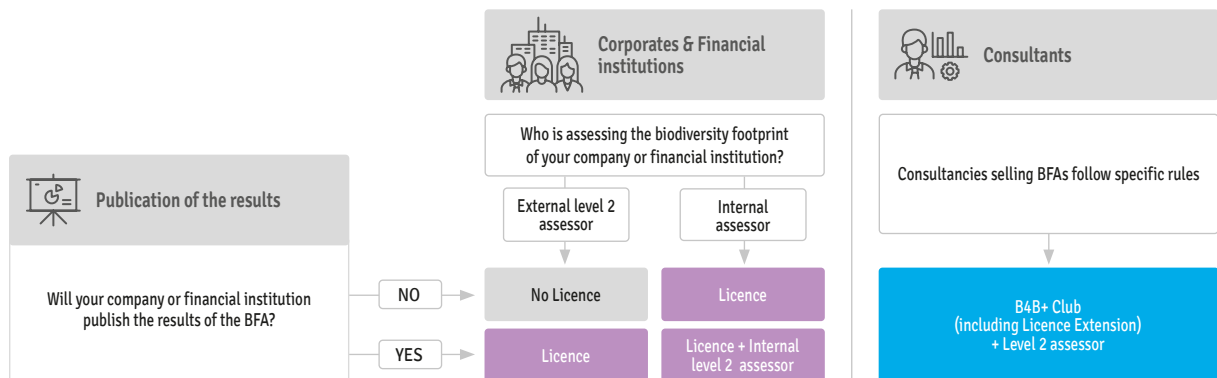 Corporates & Financial
institutions
Consultants
Who is assessing the biodiversity footprint
of your company or financial institution?
Consultancies selling BFAs follow specific rules
Publication of the results
External level 2
assessor
Internal
assessor
Will your company or financial institution
publish the results of the BFA?
NO
No Licence
Licence
B4B+ Club
(including Licence Extension)
+ Level 2 assessor
YES
Licence
Licence + Internal
level 2 assessor